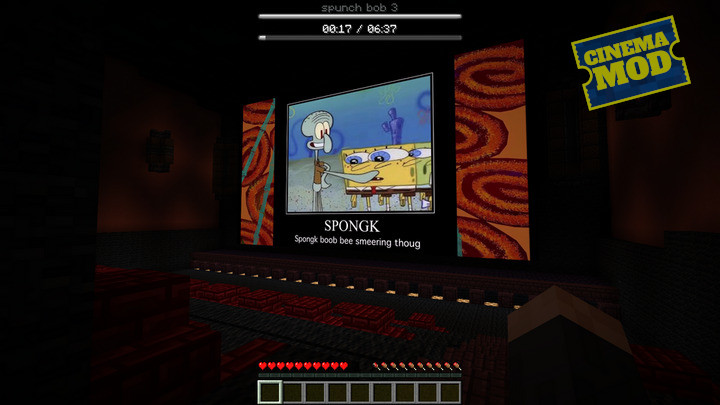 spunch bob 3
00:17 / 06:37
CINEMA
MOD
SPONGK
Spongk boob bee smeering thoug